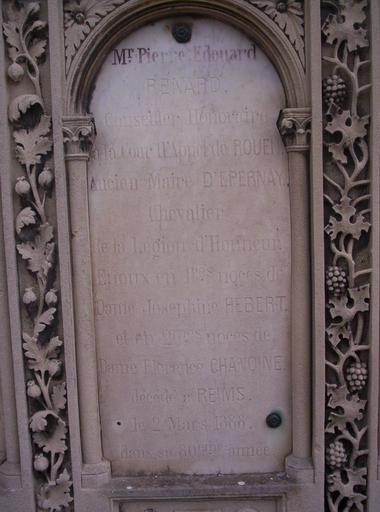 Mr Pierre Edouard
RENARD.
Conseiller Honoraire
à la Cour D'Appel de ROUEN
Ancien Maire D'EPERNAY.
Chevalier
de la Légion d'Honneur
Epoux en 1res noces de
Dame Joséphine HEBERT.
et en 2mes noces de
Dame Florence CHANOINE.
décédé à REIMS.
le 2 Mars 1868.
dans sa année